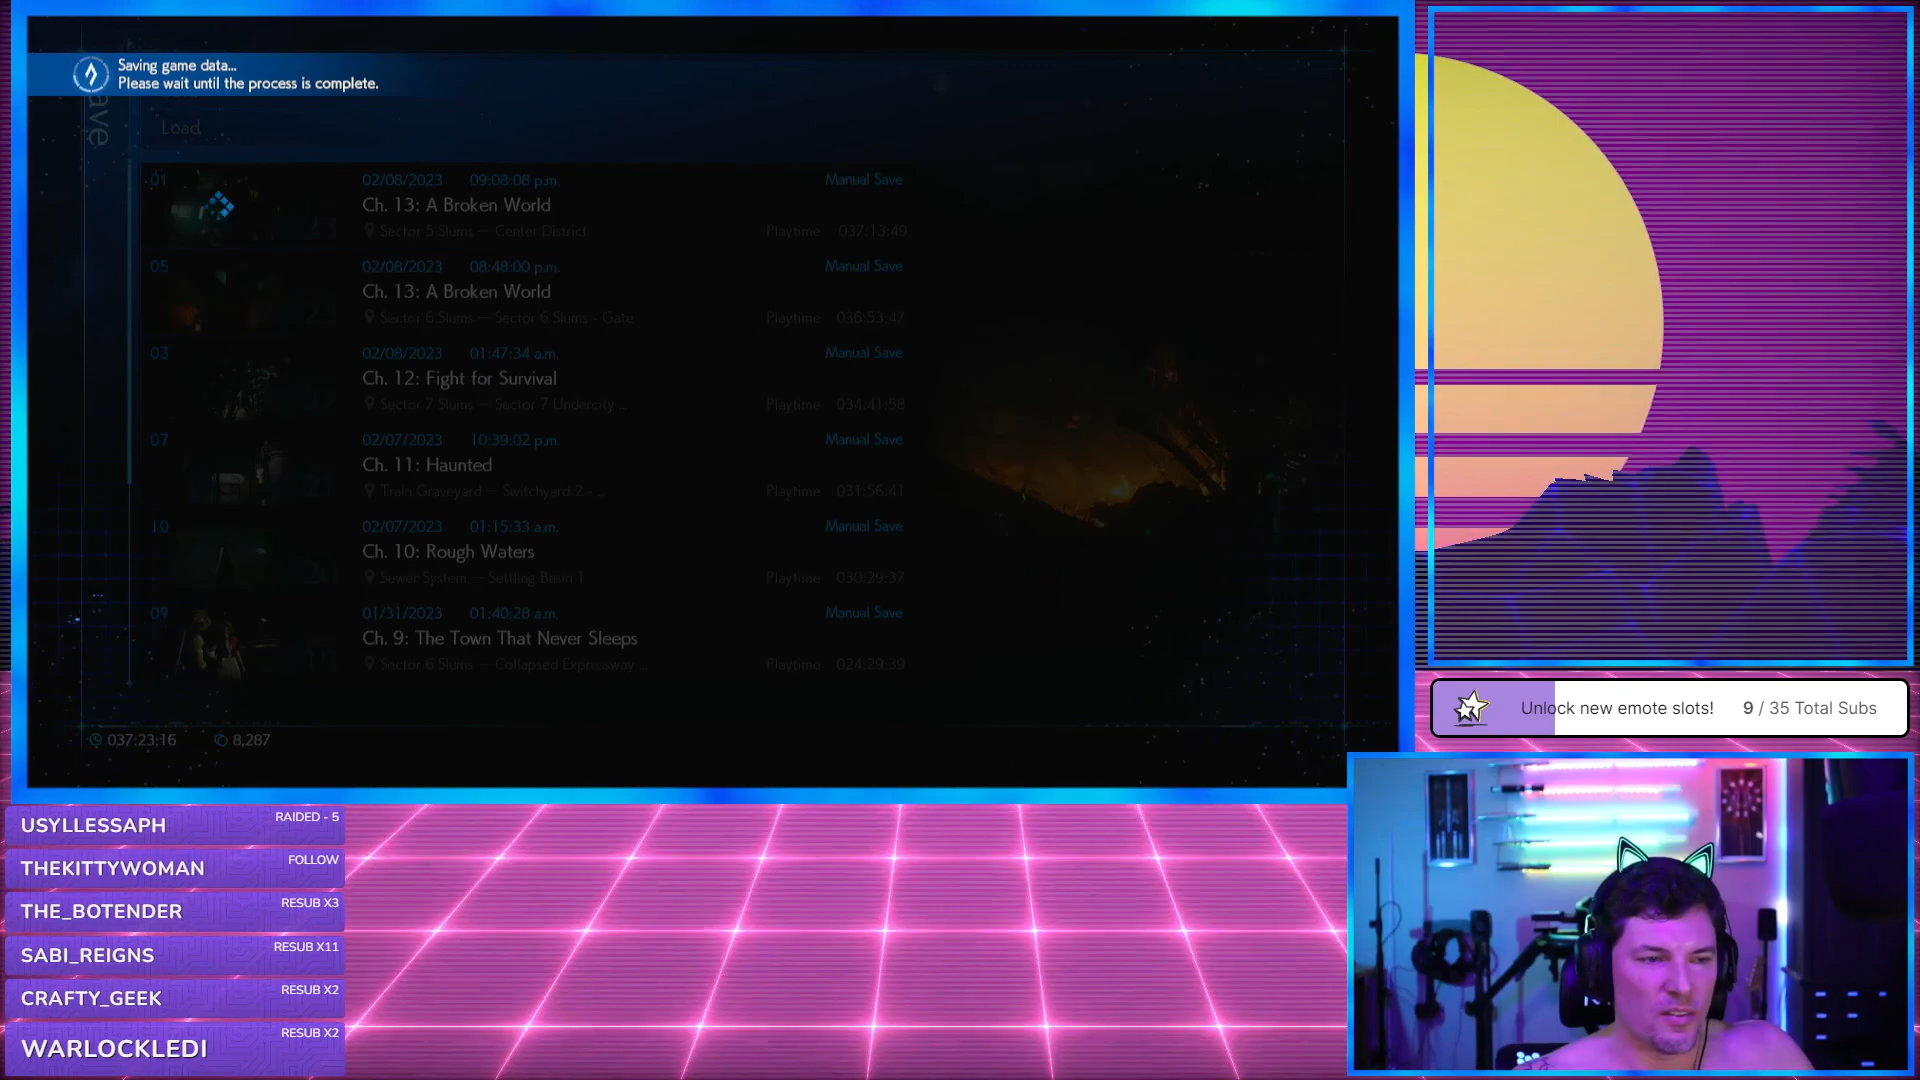 Saving game data...
Please wait until the process is complete.
ave
Load
01
02/08/2023 09:08:08 p.m. Manual Save
Ch. 13: A Broken World
Sector 5 Slums — Center District Playtime 037:13:49
05
02/08/2023 08:48:00 p.m. Manual Save
Ch. 13: A Broken World
Sector 6 Slums — Sector 6 Slums - Gate Playtime 036:53:47
03
02/08/2023 01:47:34 a.m. Manual Save
Ch. 12: Fight for Survival
Sector 7 Slums — Sector 7 Undercity ... Playtime 034:41:58
07
02/07/2023 10:39:02 p.m. Manual Save
Ch. 11: Haunted
Train Graveyard — Switchyard 2 - ... Playtime 031:56:41
10
02/07/2023 01:15:33 a.m. Manual Save
Ch. 10: Rough Waters
Sewer System — Settling Basin 1 Playtime 030:29:37
09
01/31/2023 01:40:28 a.m. Manual Save
Ch. 9: The Town That Never Sleeps
Sector 6 Slums — Collapsed Expressway ... Playtime 024:29:39
037:23:16 8,287
Unlock new emote slots! 9 / 35 Total Subs
USYLLESSAPH RAIDED - 5
THEKITTYWOMAN FOLLOW
THE_BOTENDER RESUB X3
SABI_REIGNS RESUB X11
CRAFTY_GEEK RESUB X2
WARLOCKLEDI RESUB X2